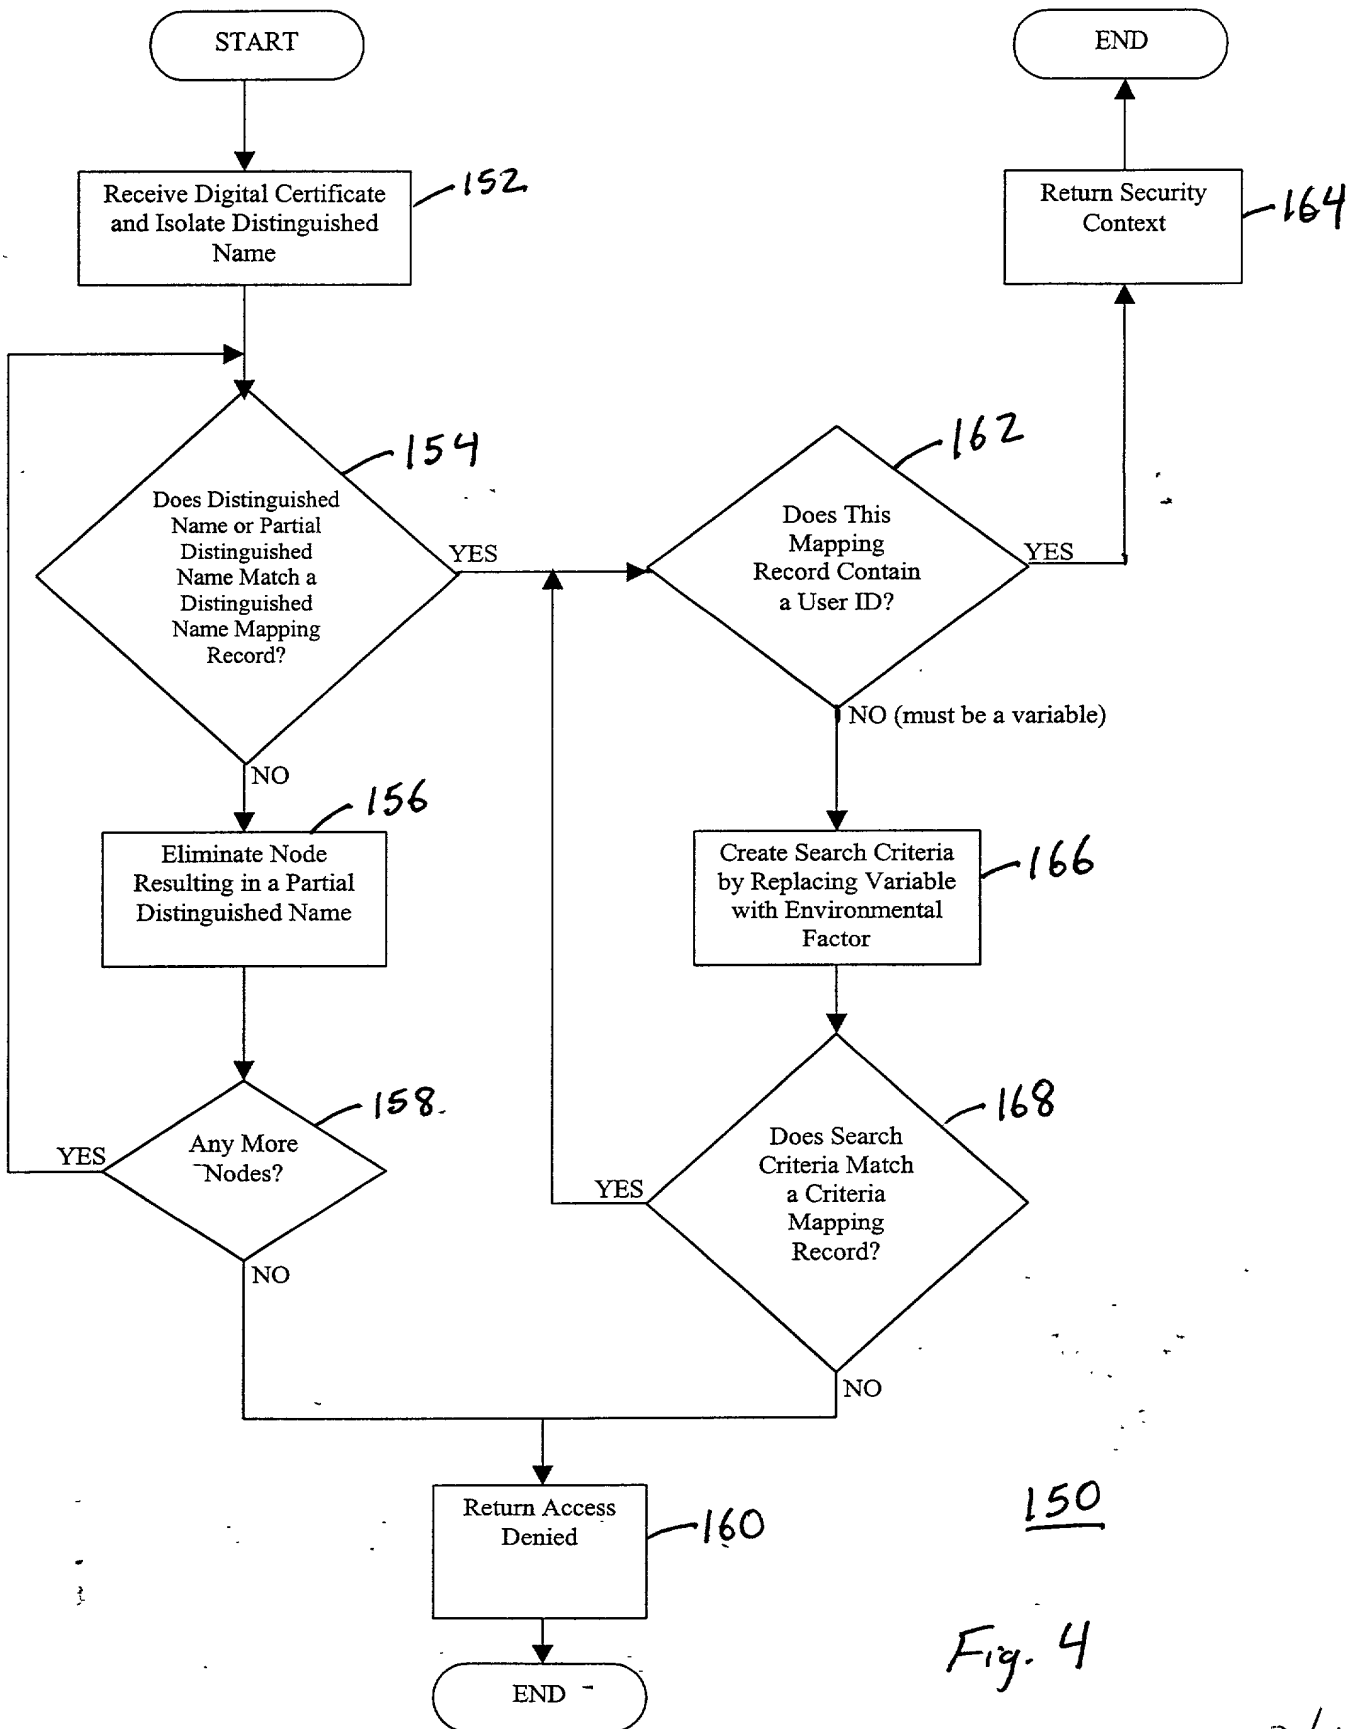 START
END
Receive Digital Certificate
and Isolate Distinguished
Name
152
Return Security
Context
164
154
162
Does Distinguished
Name or Partial
Distinguished
Name Match a
Distinguished
Name Mapping
Record?
YES
Does This
Mapping
Record Contain
a User ID?
YES
NO
NO (must be a variable)
156
Eliminate Node
Resulting in a Partial
Distinguished Name
Create Search Criteria
by Replacing Variable
with Environmental
Factor
166
158
Any More
Nodes?
YES
NO
168
Does Search
Criteria Match
a Criteria
Mapping
Record?
YES
NO
Return Access
Denied
160
END
150
Fig. 4